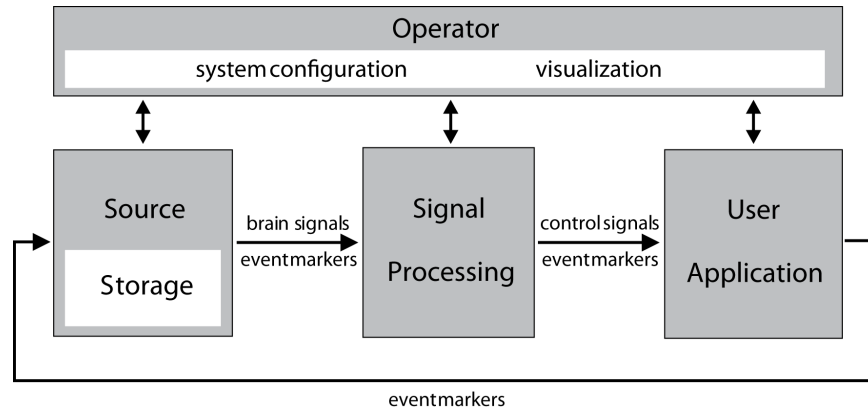 Operator
system configuration visualization
Source
Storage
brain signals
eventmarkers
Signal
Processing
control signals
eventmarkers
User
Application
eventmarkers